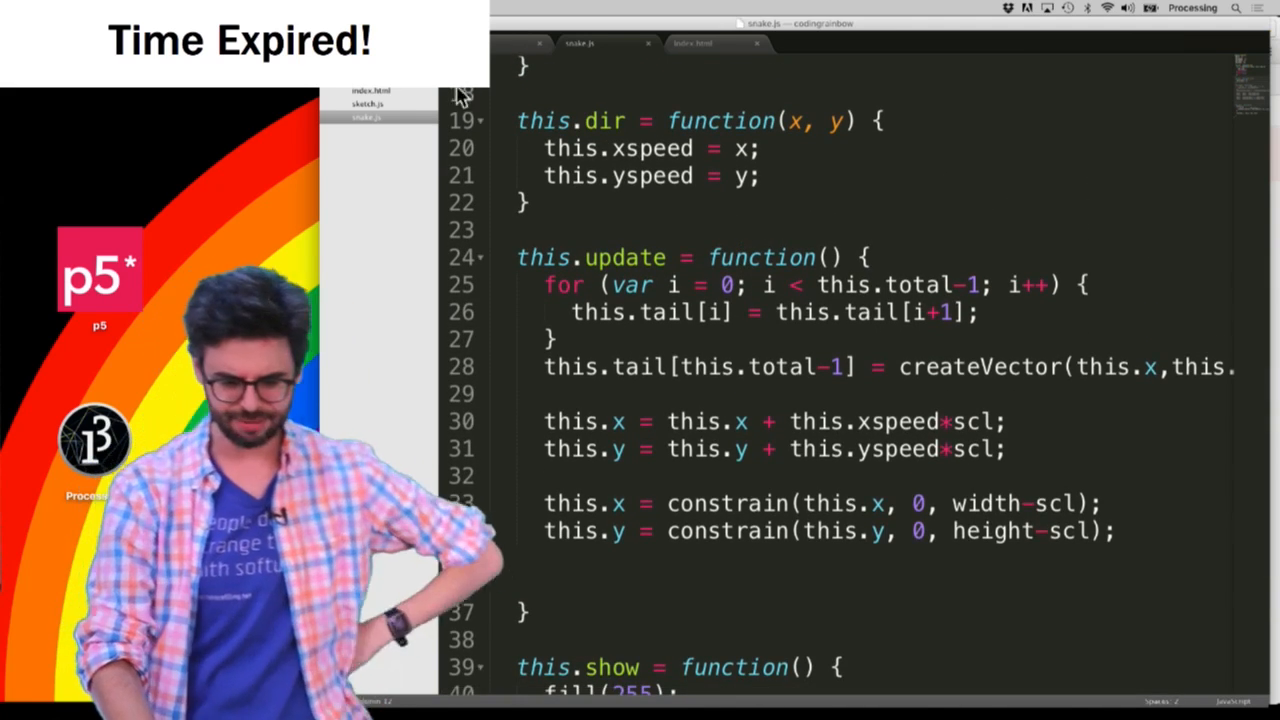 Time Expired!
Processing
snake.js — codingrainbow
snake.js
index.html
index.html
sketch.js
snake.js
}
19 this.dir = function(x, y) {
20 this.xspeed = x;
21 this.yspeed = y;
22 }
23
24 this.update = function() {
25 for (var i = 0; i < this.total-1; i++) {
26 this.tail[i] = this.tail[i+1];
27 }
28 this.tail[this.total-1] = createVector(this.x,this.
29
30 this.x = this.x + this.xspeed*scl;
31 this.y = this.y + this.yspeed*scl;
32
this.x = constrain(this.x, 0, width-scl);
this.y = constrain(this.y, 0, height-scl);
37 }
38
39 this.show = function() {
40 fill(255);
p5*
p5
Spaces: 2
JavaScript